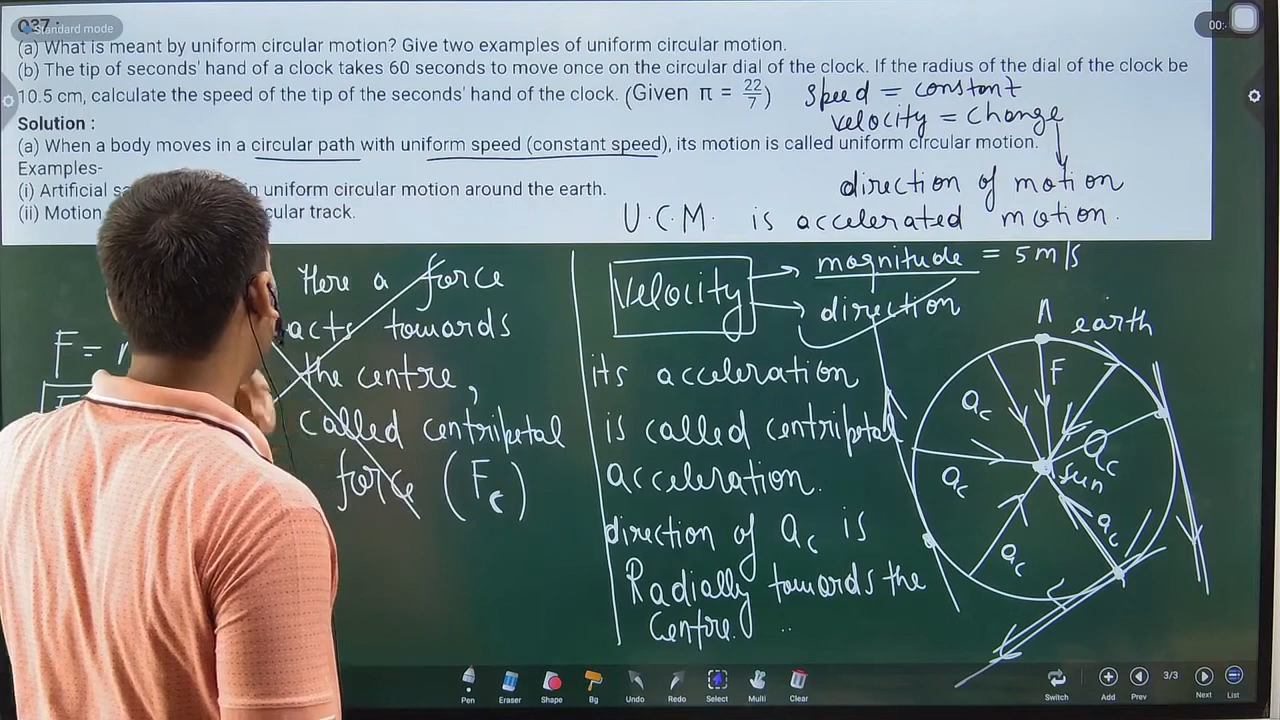 Q37 :
Standard mode
00:
(a) What is meant by uniform circular motion? Give two examples of uniform circular motion.
(b) The tip of seconds' hand of a clock takes 60 seconds to move once on the circular dial of the clock. If the radius of the dial of the clock be
10.5 cm, calculate the speed of the tip of the seconds' hand of the clock. (Given π = 22/7)
speed = constant
velocity = change
Solution :
(a) When a body moves in a circular path with uniform speed (constant speed), its motion is called uniform circular motion.
Examples-
(i) Artificial uniform circular motion around the earth.
(ii) Motion cular track.
direction of motion
U.C.M. is accelerated motion.
F =
Here a force
acts towards
the centre,
called centripetal
force (Fc)
Velocity
magnitude = 5 m/s
direction
its acceleration
is called centripetal
acceleration.
direction of ac is
Radially towards the
Centre.
A earth
F
ac
ac
ac
ac
ac
sun
Pen
Eraser
Shape
Bg
Undo
Redo
Select
Multi
Clear
Switch
Add
Prev
3/3
Next
List